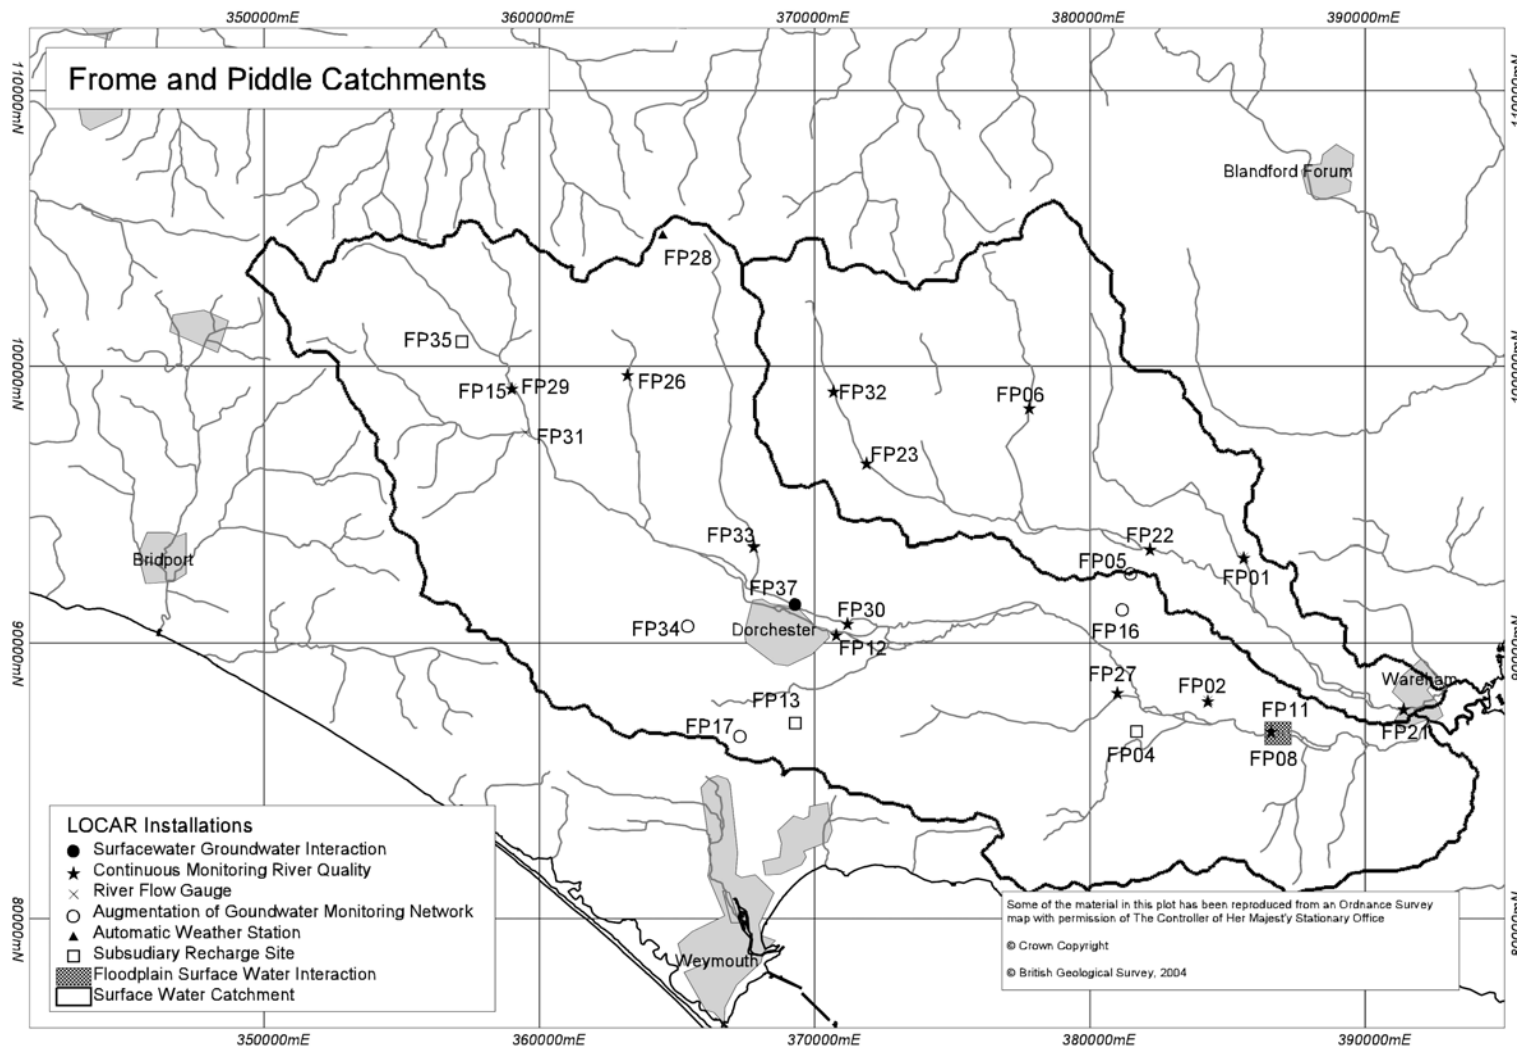 350000mE
360000mE
370000mE
380000mE
390000mE
110000mN
110000mN
Frome and Piddle Catchments
Blandford Forum
FP28
FP35
100000mN
100000mN
FP15
FP29
FP26
FP32
FP06
FP31
FP23
FP33
FP22
Bridport
FP05
FP01
FP37
FP30
FP34
Dorchester
FP16
FP12
90000mN
90000mN
FP27
FP02
Wareham
FP13
FP11
FP17
FP21
FP04
FP08
LOCAR Installations
Surfacewater Groundwater Interaction
Continuous Monitoring River Quality
River Flow Gauge
Augmentation of Goundwater Monitoring Network
Automatic Weather Station
Subsudiary Recharge Site
Floodplain Surface Water Interaction
Surface Water Catchment
80000mN
80000mN
Weymouth
Some of the material in this plot has been reproduced from an Ordnance Survey
map with permission of The Controller of Her Majest'y Stationary Office
© Crown Copyright
© British Geological Survey, 2004
350000mE
360000mE
370000mE
380000mE
390000mE